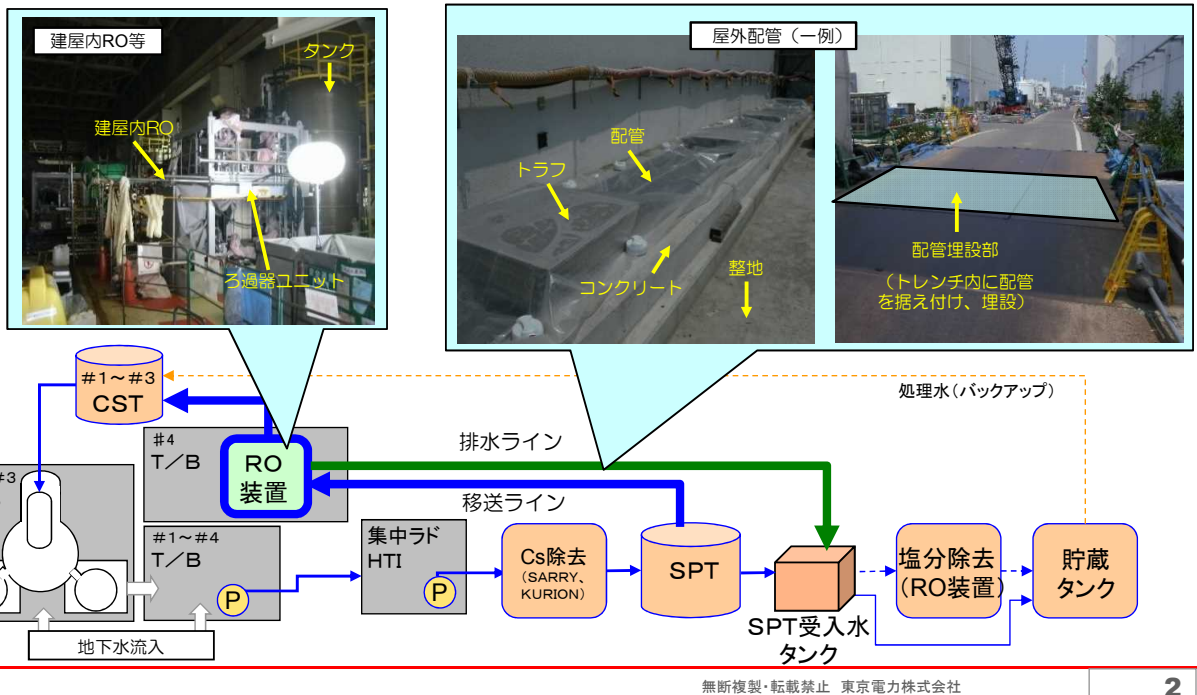 建屋内RO等
タンク
建屋内RO
ろ過器ユニット
屋外配管（一例）
配管
トラフ
コンクリート
整地
配管埋設部
（トレンチ内に配管
を据え付け、埋設）
#1～#3
CST
処理水（バックアップ）
#4
T／B
RO
装置
排水ライン
移送ライン
#3
#1～#4
T／B
P
集中ラド
HTI
P
Cs除去
（SARRY、
KURION）
SPT
SPT受入水
タンク
塩分除去
（RO装置）
貯蔵
タンク
地下水流入
無断複製・転載禁止 東京電力株式会社
2